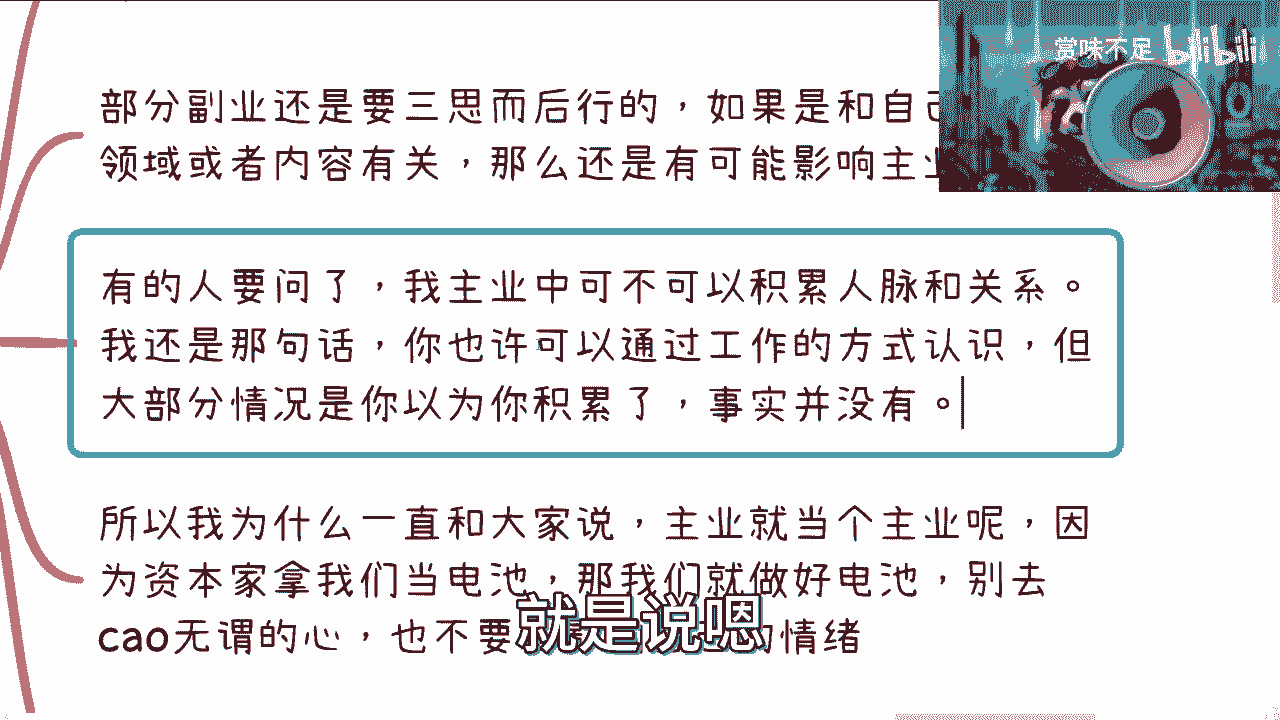 赏味不足 bilibili
部分副业还是要三思而后行的，如果是和自己
领域或者内容有关，那么还是有可能影响主业
有的人要问了，我主业中可不可以积累人脉和关系。
我还是那句话，你也许可以通过工作的方式认识，但
大部分情况是你以为你积累了，事实并没有。
所以我为什么一直和大家说，主业就当个主业呢，因
为资本家拿我们当电池，那我们就做好电池，别去
cao无谓的心，也不要情绪
就是说嗯